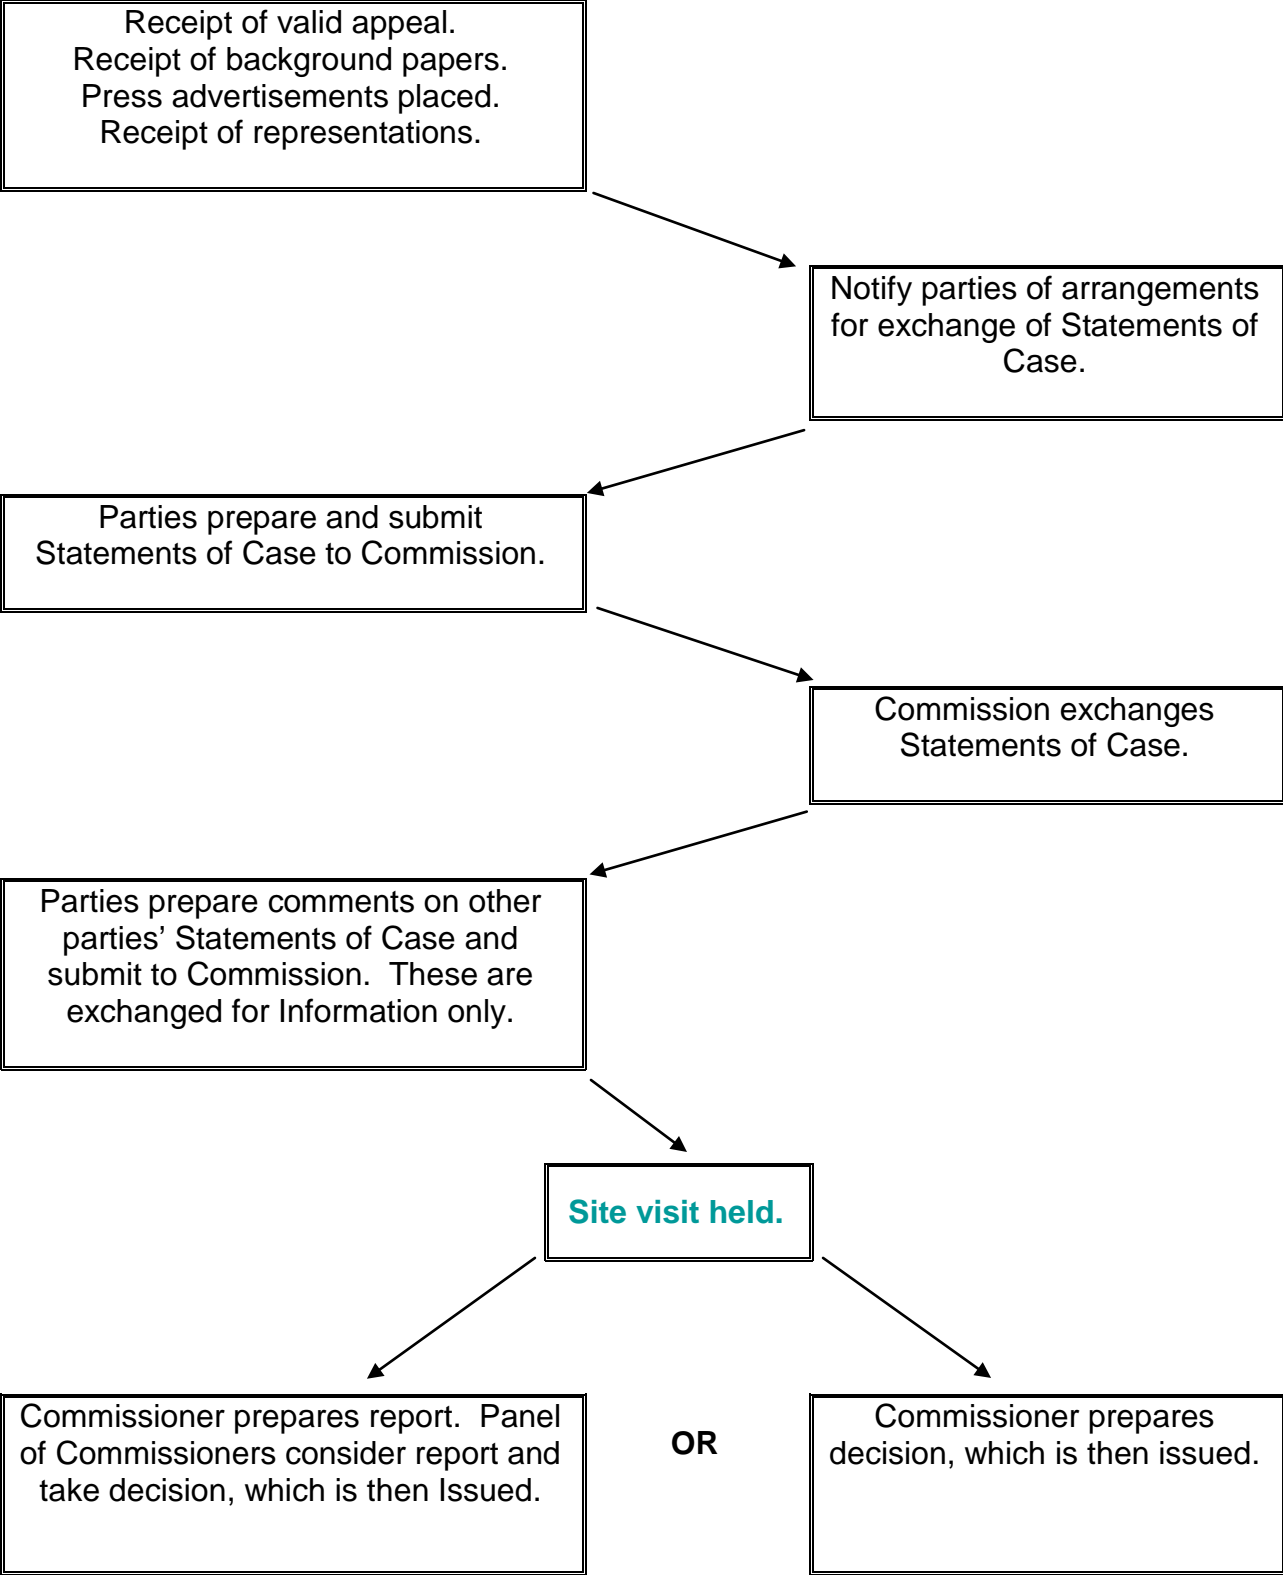 Receipt of valid appeal.
Receipt of background papers.
Press advertisements placed.
Receipt of representations.
Notify parties of arrangements
for exchange of Statements of
Case.
Parties prepare and submit
Statements of Case to Commission.
Commission exchanges
Statements of Case.
Parties prepare comments on other
parties’ Statements of Case and
submit to Commission.  These are
exchanged for Information only.
Site visit held.
Commissioner prepares report.  Panel
of Commissioners consider report and
take decision, which is then Issued.
OR
Commissioner prepares
decision, which is then issued.